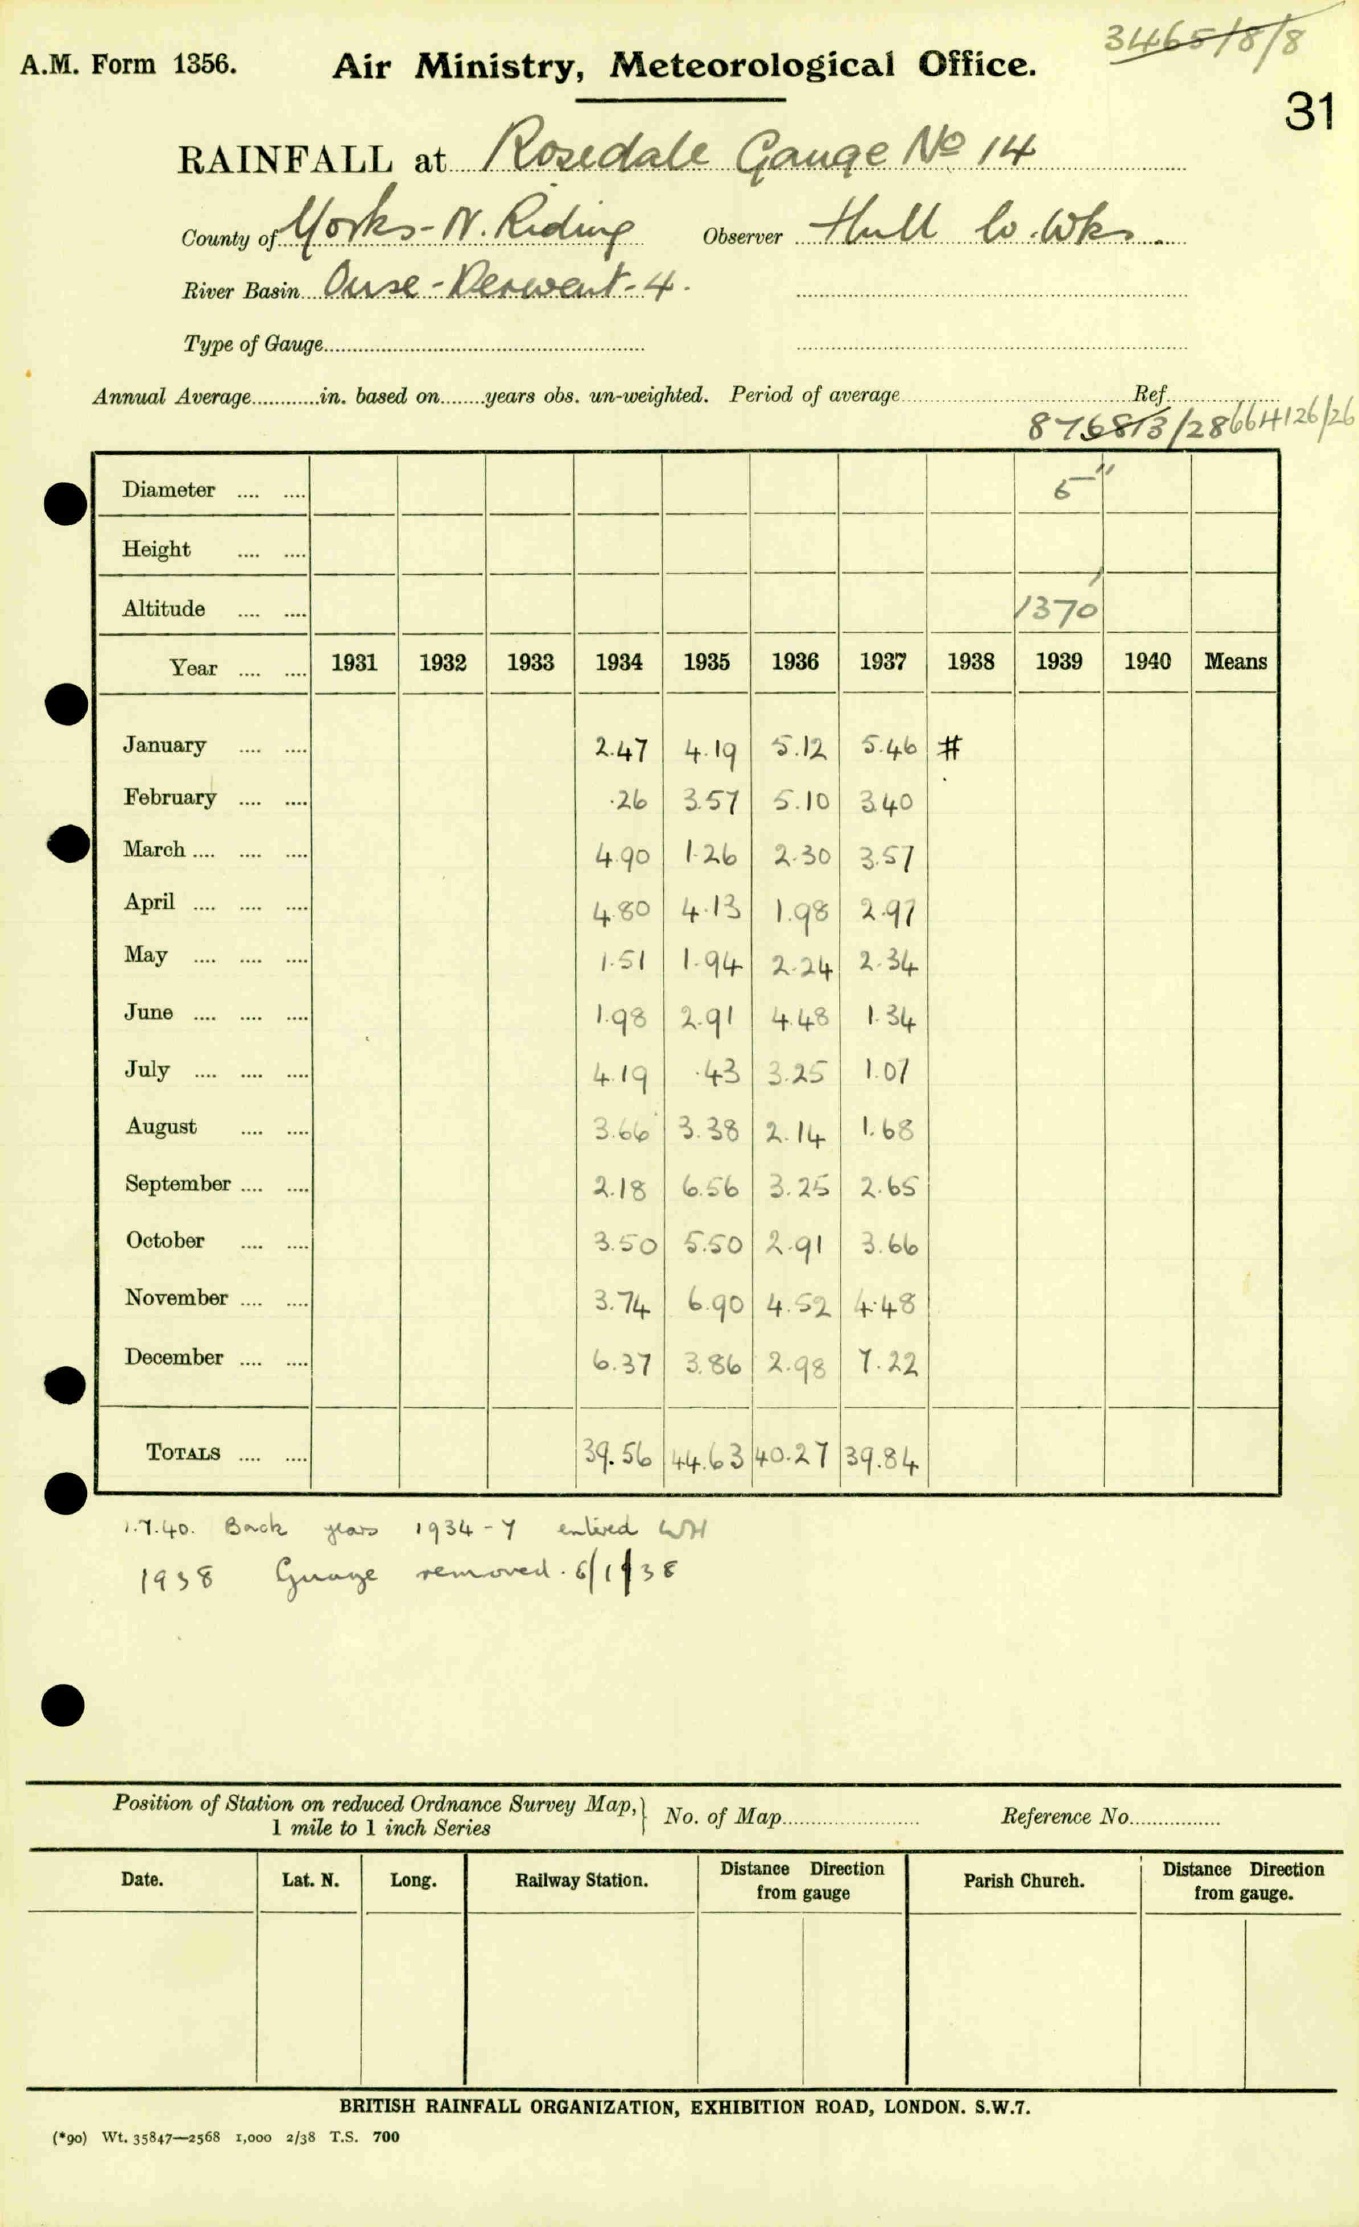 3465/8/8
A.M. Form 1356. Air Ministry, Meteorological Office.
31
RAINFALL at Rosedale Gauge No 14
County of Yorks - N. Riding Observer Hull Co. Wks.
River Basin Ouse - Derwent - 4.
Type of Gauge
Annual Average in. based on years obs. un-weighted. Period of average Ref.
/28 664126/26
Diameter .... .... 5"
Height .... ....
Altitude .... .... 1370'
Year .... .... 1931 1932 1933 1934 1935 1936 1937 1938 1939 1940 Means
January .... .... 2.47 4.19 5.12 5.46 #
February .... .... .26 3.57 5.10 3.40
March .... .... .... 4.90 1.26 2.30 3.57
April .... .... .... 4.80 4.13 1.98 2.97
May .... .... .... 1.51 1.94 2.24 2.34
June .... .... .... 1.98 2.91 4.48 1.34
July .... .... .... 4.19 .43 3.25 1.07
August .... .... 3.66 3.38 2.14 1.68
September .... .... 2.18 6.56 3.25 2.65
October .... .... 3.50 5.50 2.91 3.66
November .... .... 3.74 6.90 4.52 4.48
December .... .... 6.37 3.86 2.98 7.22
TOTALS .... .... 39.56 44.63 40.27 39.84
1.7.40. Back years 1934-7 entered WH
1938 Guage removed. 6/1/38
Position of Station on reduced Ordnance Survey Map, } No. of Map Reference No.
1 mile to 1 inch Series
Date. Lat. N. Long. Railway Station. Distance Direction from gauge Parish Church. Distance Direction from gauge.
BRITISH RAINFALL ORGANIZATION, EXHIBITION ROAD, LONDON. S.W.7.
(*90) Wt. 35847—2568 1,000 2/38 T.S. 700